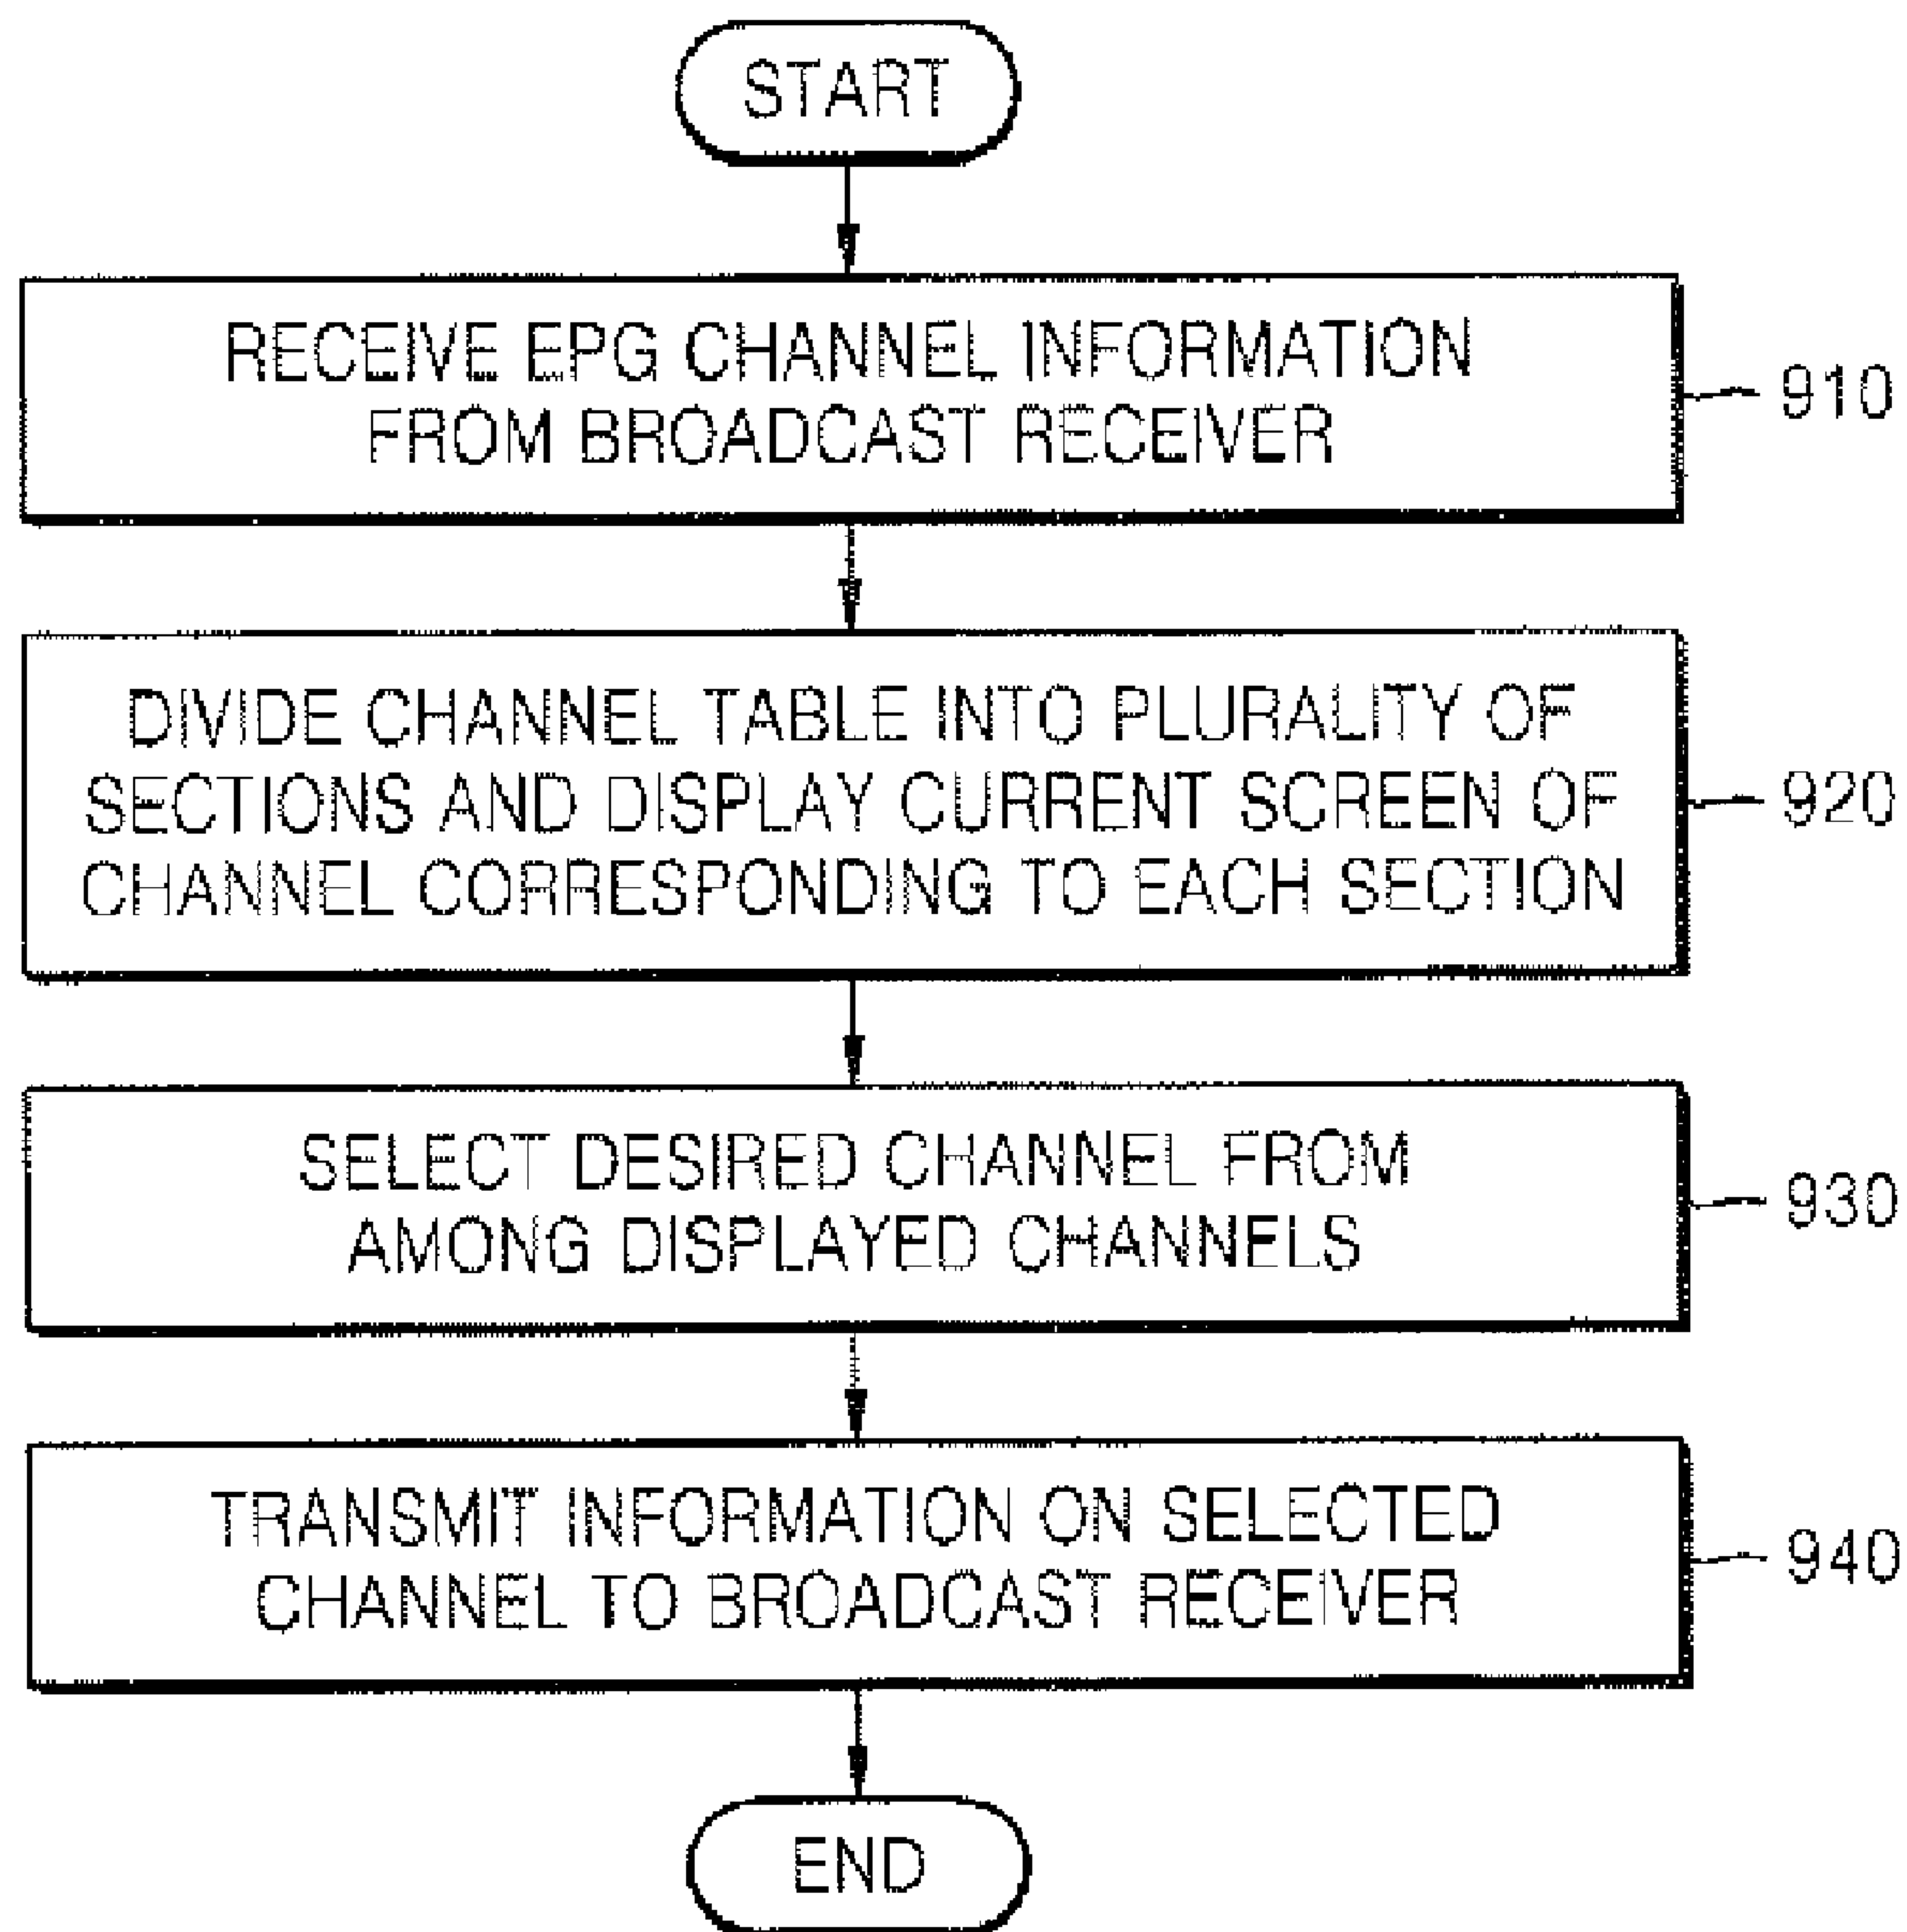 START
RECEIVE EPG CHANNEL INFORMATION
FROM BROADCAST RECEIVER
910
DIVIDE CHANNEL TABLE INTO PLURALITY OF
SECTIONS AND DISPLAY CURRENT SCREEN OF
CHANNEL CORRESPONDING TO EACH SECTION
920
SELECT DESIRED CHANNEL FROM
AMONG DISPLAYED CHANNELS
930
TRANSMIT INFORMATION ON SELECTED
CHANNEL TO BROADCAST RECEIVER
940
END